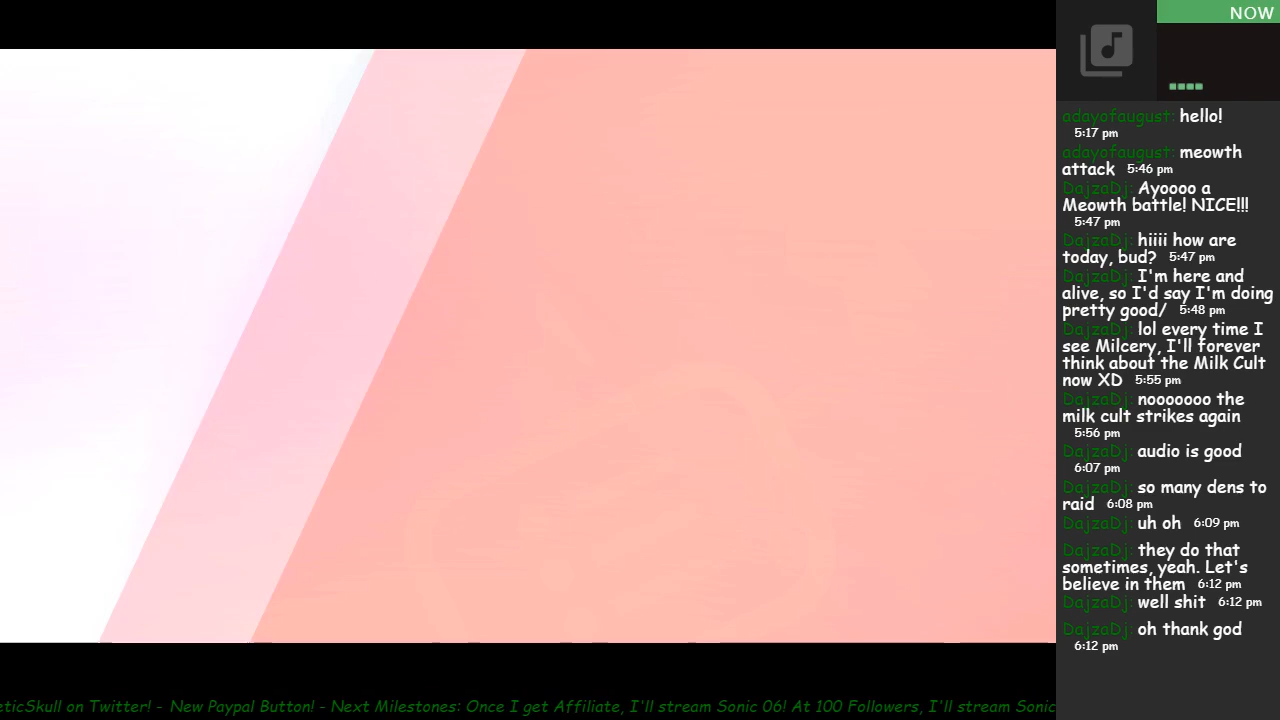 NOW
adayofaugust: hello!
5:17 pm
adayofaugust: meowth
attack 5:46 pm
DajzaDj: Ayoooo a
Meowth battle! NICE!!!
5:47 pm
DajzaDj: hiiii how are
today, bud? 5:47 pm
DajzaDj: I'm here and
alive, so I'd say I'm doing
pretty good/ 5:48 pm
DajzaDj: lol every time I
see Milcery, I'll forever
think about the Milk Cult
now XD 5:55 pm
DajzaDj: nooooooo the
milk cult strikes again
5:56 pm
DajzaDj: audio is good
6:07 pm
DajzaDj: so many dens to
raid 6:08 pm
DajzaDj: uh oh 6:09 pm
DajzaDj: they do that
sometimes, yeah. Let's
believe in them 6:12 pm
DajzaDj: well shit 6:12 pm
DajzaDj: oh thank god
6:12 pm
eticSkull on Twitter! - New Paypal Button! - Next Milestones: Once I get Affiliate, I'll stream Sonic 06! At 100 Followers, I'll stream Sonic